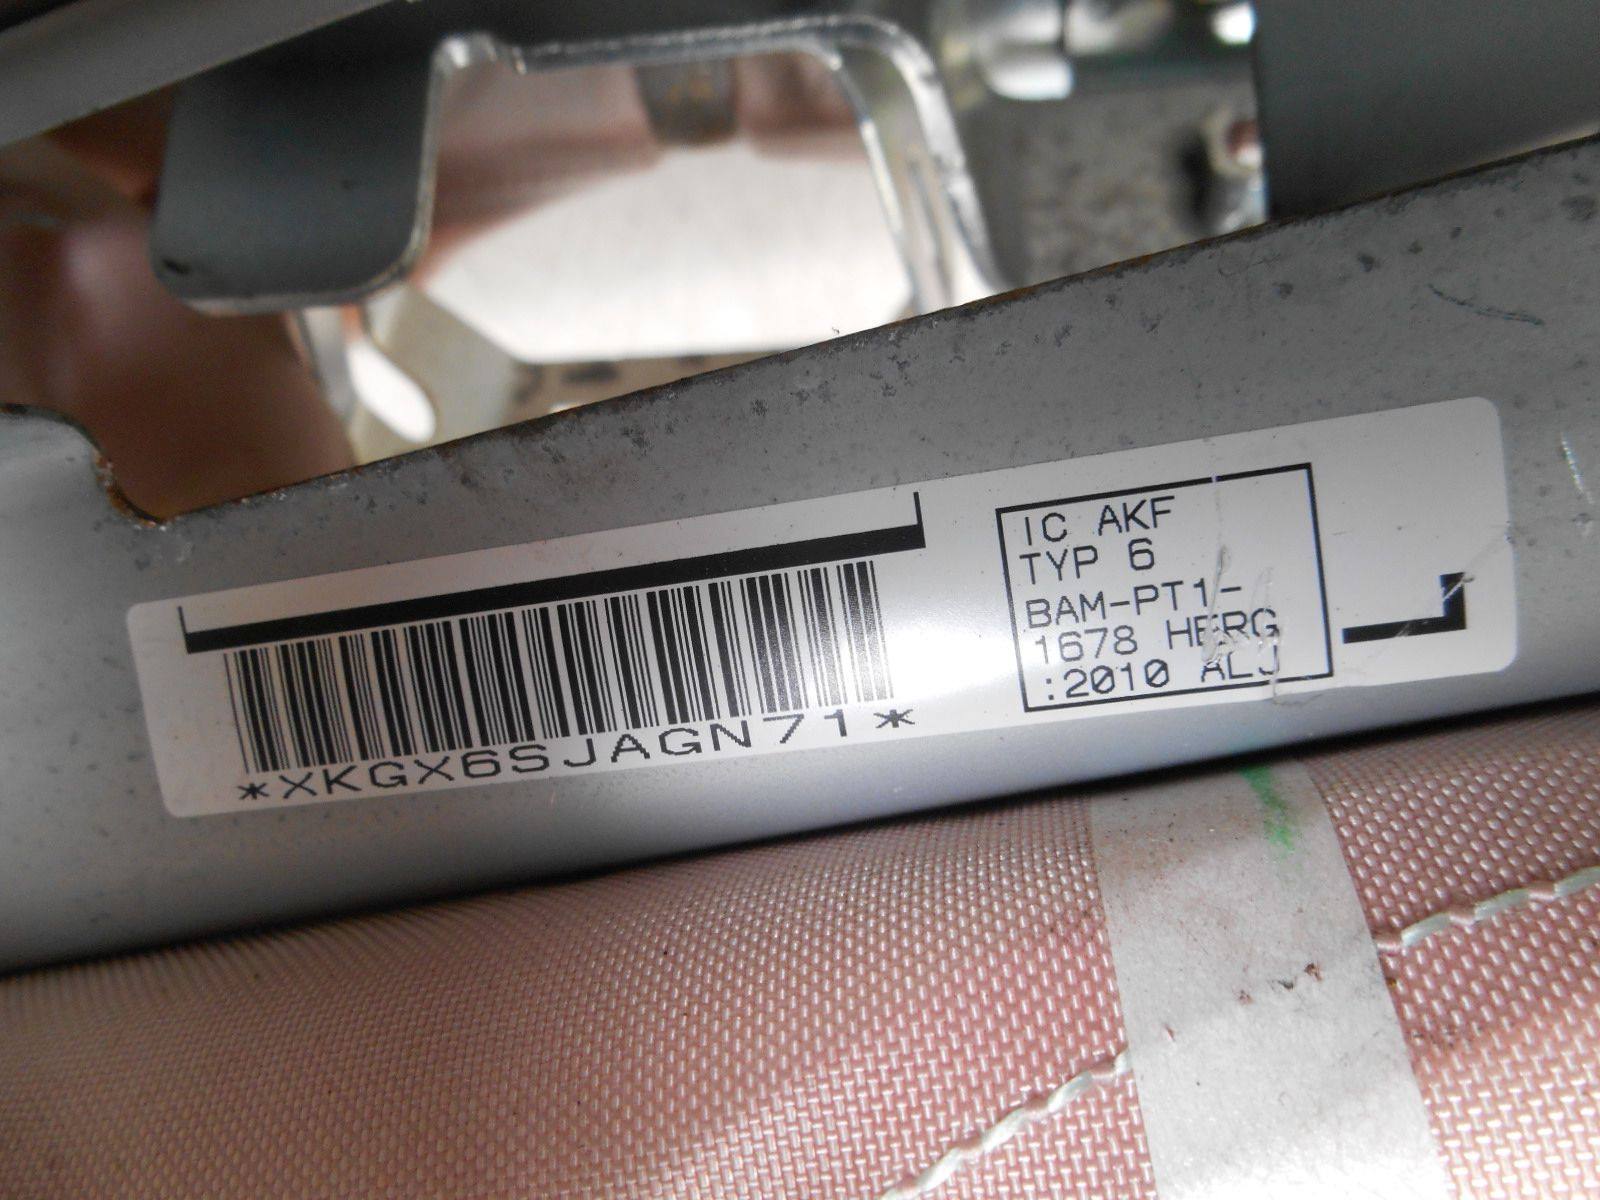 *XKGX6SJAGN71*
IC AKF
TYP 6
BAM-PT1-
1678 HERG
:2010 ALJ